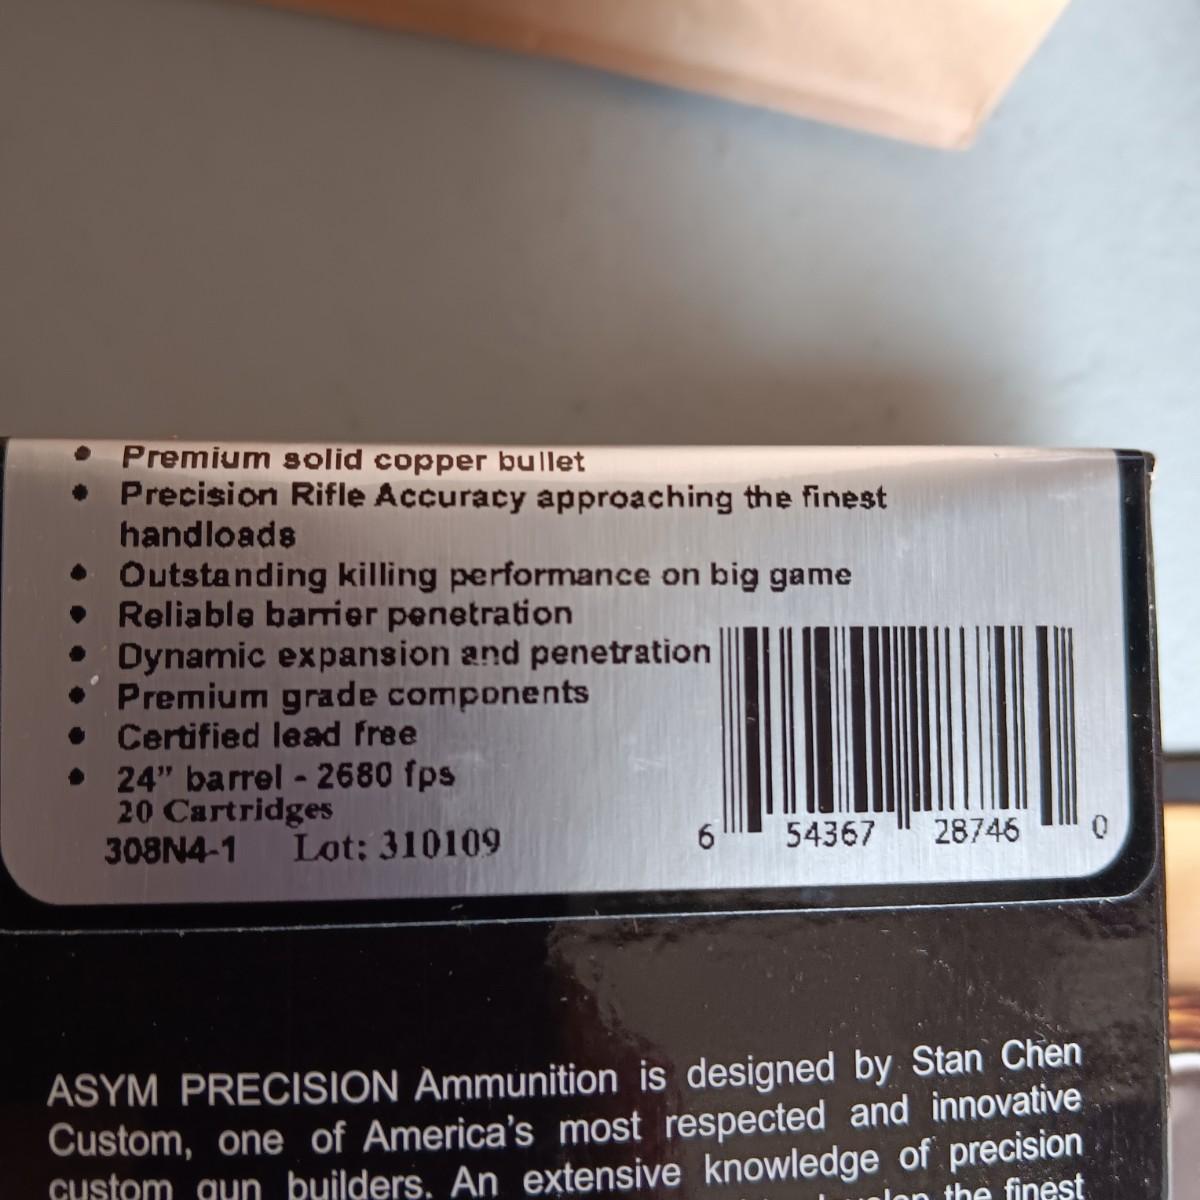 • Premium solid copper bullet
• Precision Rifle Accuracy approaching the finest
handloads
• Outstanding killing performance on big game
• Reliable barrier penetration
• Dynamic expansion and penetration
• Premium grade components
• Certified lead free
• 24” barrel - 2680 fps
20 Cartridges
308N4-1 Lot: 310109
6 54367 28746 0
ASYM PRECISION Ammunition is designed by Stan Chen
Custom, one of America's most respected and innovative
custom gun builders. An extensive knowledge of precision
the finest